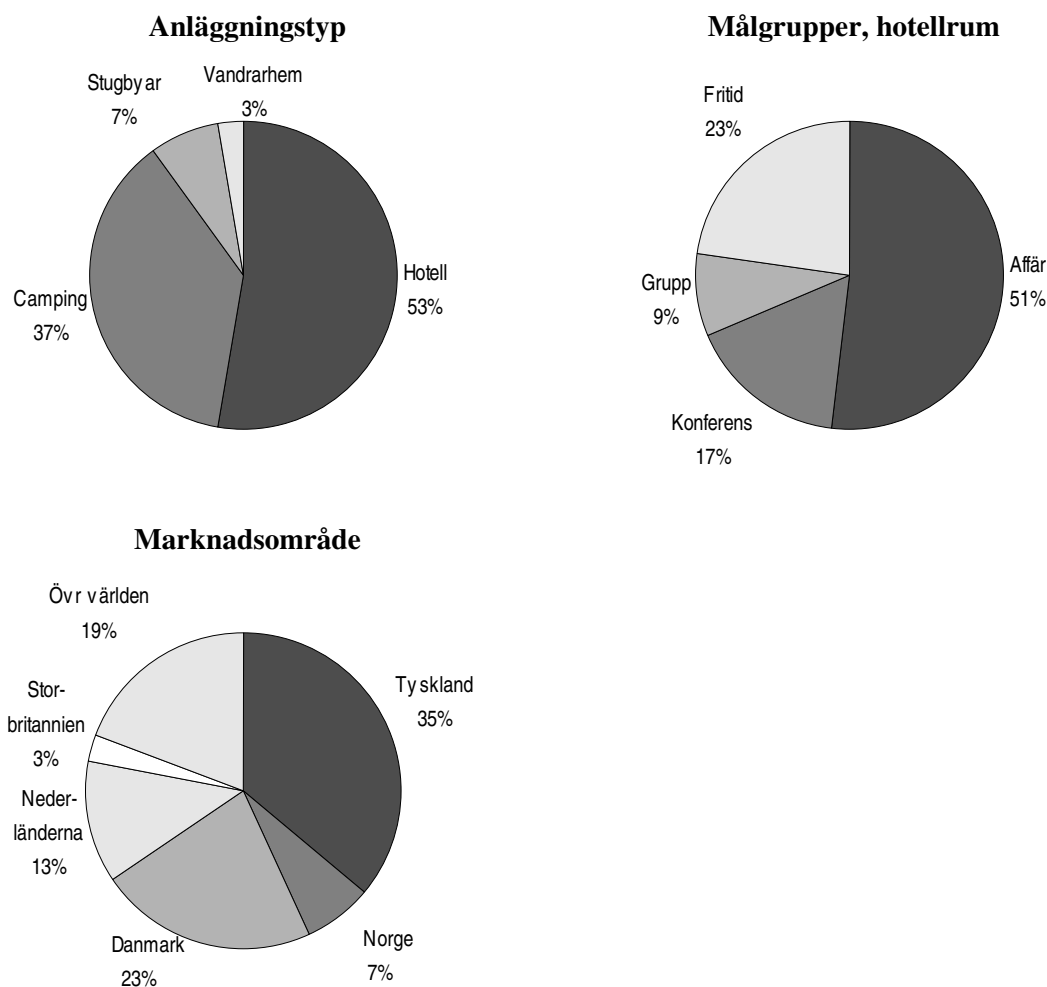 Anläggningstyp
Stugbyar
7%
Vandrarhem
3%
Hotell
53%
Camping
37%
Målgrupper, hotellrum
Fritid
23%
Affär
51%
Grupp
9%
Konferens
17%
Marknadsområde
Övr världen
19%
Tyskland
35%
Stor-
britannien
3%
Neder-
länderna
13%
Danmark
23%
Norge
7%